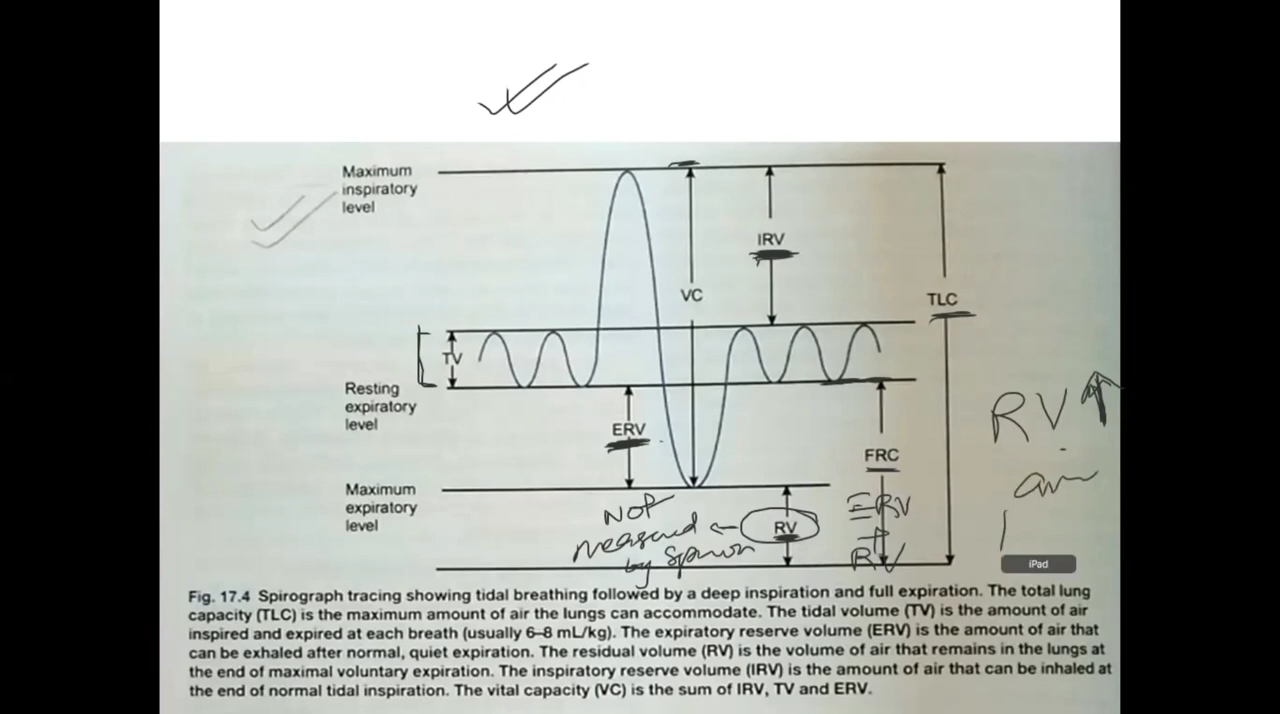 Maximum
inspiratory
level
IRV
VC
TLC
TV
Resting
expiratory
level
ERV
RV
FRC
Maximum
expiratory
level
NOT
measured ← RV
by
ERV
+
RV
iPad
Fig. 17.4 Spirograph tracing showing tidal breathing followed by a deep inspiration and full expiration. The total lung
capacity (TLC) is the maximum amount of air the lungs can accommodate. The tidal volume (TV) is the amount of air
inspired and expired at each breath (usually 6–8 mL/kg). The expiratory reserve volume (ERV) is the amount of air that
can be exhaled after normal, quiet expiration. The residual volume (RV) is the volume of air that remains in the lungs at
the end of maximal voluntary expiration. The inspiratory reserve volume (IRV) is the amount of air that can be inhaled at
the end of normal tidal inspiration. The vital capacity (VC) is the sum of IRV, TV and ERV.